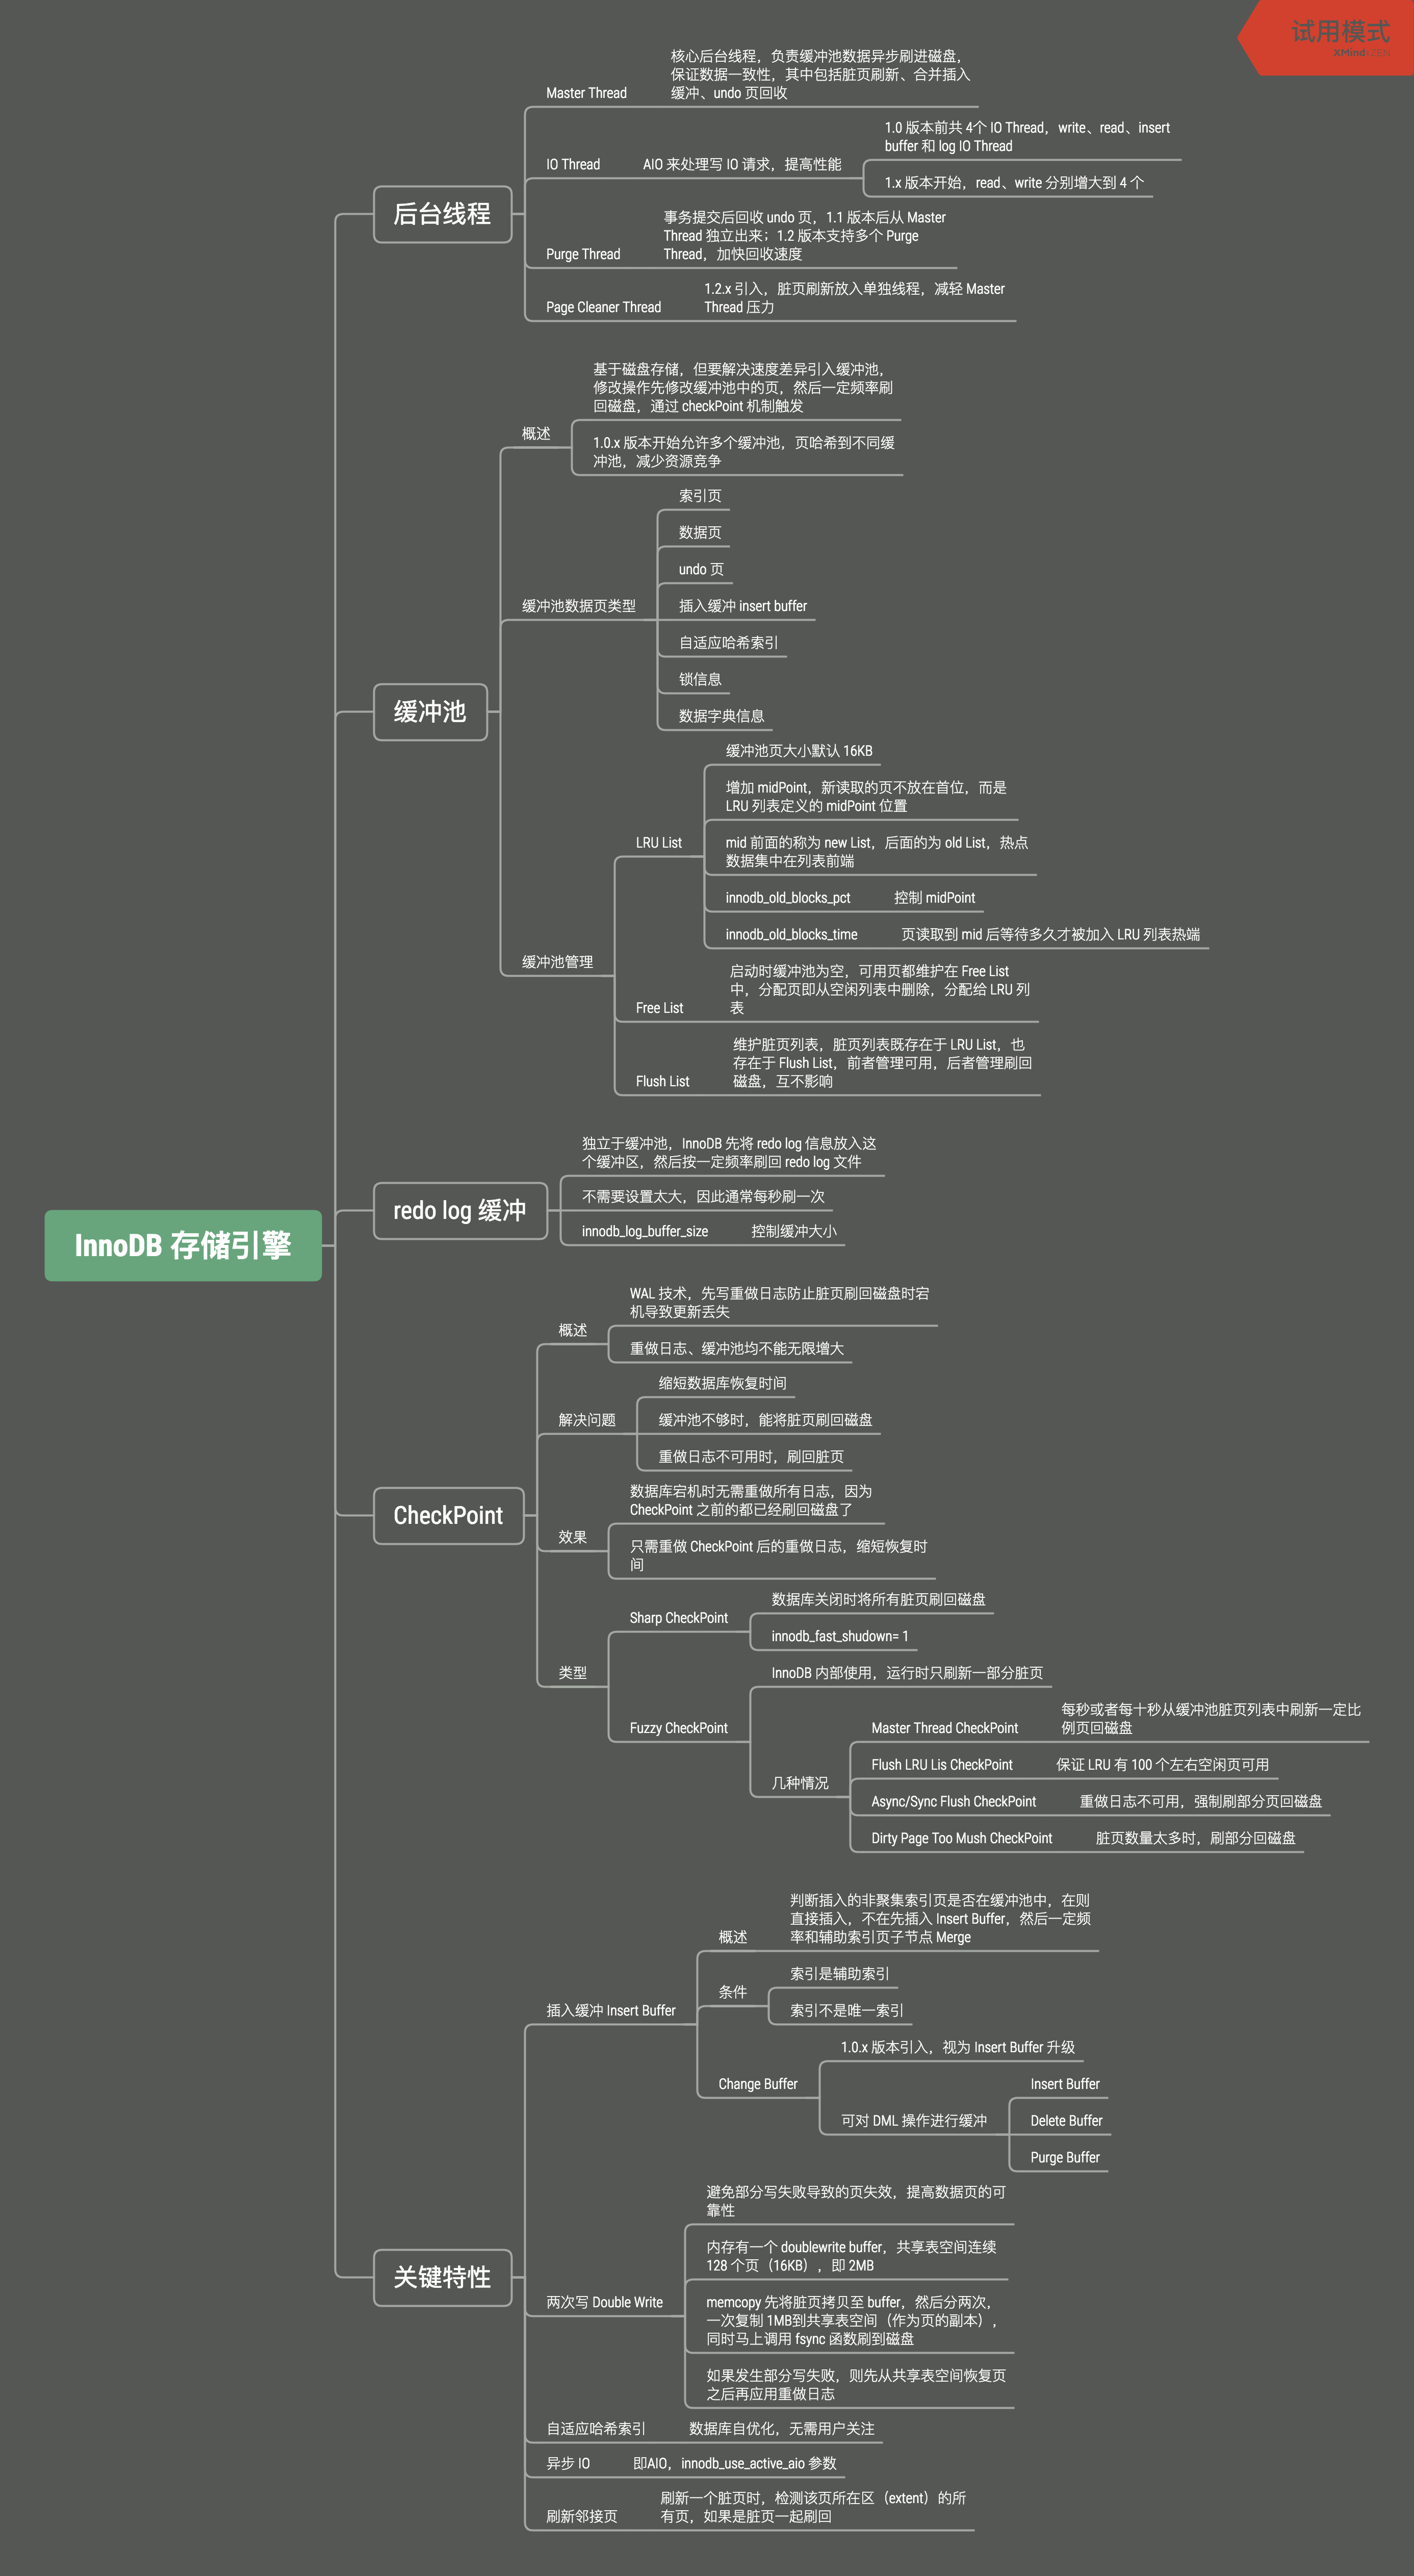 试用模式
XMind:ZEN
InnoDB 存储引擎
后台线程
Master Thread
核心后台线程，负责缓冲池数据异步刷进磁盘，
保证数据一致性，其中包括脏页刷新、合并插入
缓冲、undo 页回收
IO Thread
AIO 来处理写 IO 请求，提高性能
1.0 版本前共 4个 IO Thread，write、read、insert
buffer 和 log IO Thread
1.x 版本开始，read、write 分别增大到 4 个
Purge Thread
事务提交后回收 undo 页，1.1 版本后从 Master
Thread 独立出来；1.2 版本支持多个 Purge
Thread，加快回收速度
Page Cleaner Thread
1.2.x 引入，脏页刷新放入单独线程，减轻 Master
Thread 压力
缓冲池
概述
基于磁盘存储，但要解决速度差异引入缓冲池，
修改操作先修改缓冲池中的页，然后一定频率刷
回磁盘，通过 checkPoint 机制触发
1.0.x 版本开始允许多个缓冲池，页哈希到不同缓
冲池，减少资源竞争
缓冲池数据页类型
索引页
数据页
undo 页
插入缓冲 insert buffer
自适应哈希索引
锁信息
数据字典信息
缓冲池管理
LRU List
缓冲池页大小默认 16KB
增加 midPoint，新读取的页不放在首位，而是
LRU 列表定义的 midPoint 位置
mid 前面的称为 new List，后面的为 old List，热点
数据集中在列表前端
innodb_old_blocks_pct
控制 midPoint
innodb_old_blocks_time
页读取到 mid 后等待多久才被加入 LRU 列表热端
Free List
启动时缓冲池为空，可用页都维护在 Free List
中，分配页即从空闲列表中删除，分配给 LRU 列
表
Flush List
维护脏页列表，脏页列表既存在于 LRU List，也
存在于 Flush List，前者管理可用，后者管理刷回
磁盘，互不影响
redo log 缓冲
独立于缓冲池，InnoDB 先将 redo log 信息放入这
个缓冲区，然后按一定频率刷回 redo log 文件
不需要设置太大，因此通常每秒刷一次
innodb_log_buffer_size
控制缓冲大小
CheckPoint
概述
WAL 技术，先写重做日志防止脏页刷回磁盘时宕
机导致更新丢失
重做日志、缓冲池均不能无限增大
解决问题
缩短数据库恢复时间
缓冲池不够时，能将脏页刷回磁盘
重做日志不可用时，刷回脏页
效果
数据库宕机时无需重做所有日志，因为
CheckPoint 之前的都已经刷回磁盘了
只需重做 CheckPoint 后的重做日志，缩短恢复时
间
类型
Sharp CheckPoint
数据库关闭时将所有脏页刷回磁盘
innodb_fast_shudown= 1
Fuzzy CheckPoint
InnoDB 内部使用，运行时只刷新一部分脏页
几种情况
Master Thread CheckPoint
每秒或者每十秒从缓冲池脏页列表中刷新一定比
例页回磁盘
Flush LRU Lis CheckPoint
保证 LRU 有 100 个左右空闲页可用
Async/Sync Flush CheckPoint
重做日志不可用，强制刷部分页回磁盘
Dirty Page Too Mush CheckPoint
脏页数量太多时，刷部分回磁盘
关键特性
插入缓冲 Insert Buffer
概述
判断插入的非聚集索引页是否在缓冲池中，在则
直接插入，不在先插入 Insert Buffer，然后一定频
率和辅助索引页子节点 Merge
条件
索引是辅助索引
索引不是唯一索引
Change Buffer
1.0.x 版本引入，视为 Insert Buffer 升级
可对 DML 操作进行缓冲
Insert Buffer
Delete Buffer
Purge Buffer
两次写 Double Write
避免部分写失败导致的页失效，提高数据页的可
靠性
内存有一个 doublewrite buffer，共享表空间连续
128 个页（16KB），即 2MB
memcopy 先将脏页拷贝至 buffer，然后分两次，
一次复制 1MB到共享表空间（作为页的副本），
同时马上调用 fsync 函数刷到磁盘
如果发生部分写失败，则先从共享表空间恢复页
之后再应用重做日志
自适应哈希索引
数据库自优化，无需用户关注
异步 IO
即AIO，innodb_use_active_aio 参数
刷新邻接页
刷新一个脏页时，检测该页所在区（extent）的所
有页，如果是脏页一起刷回